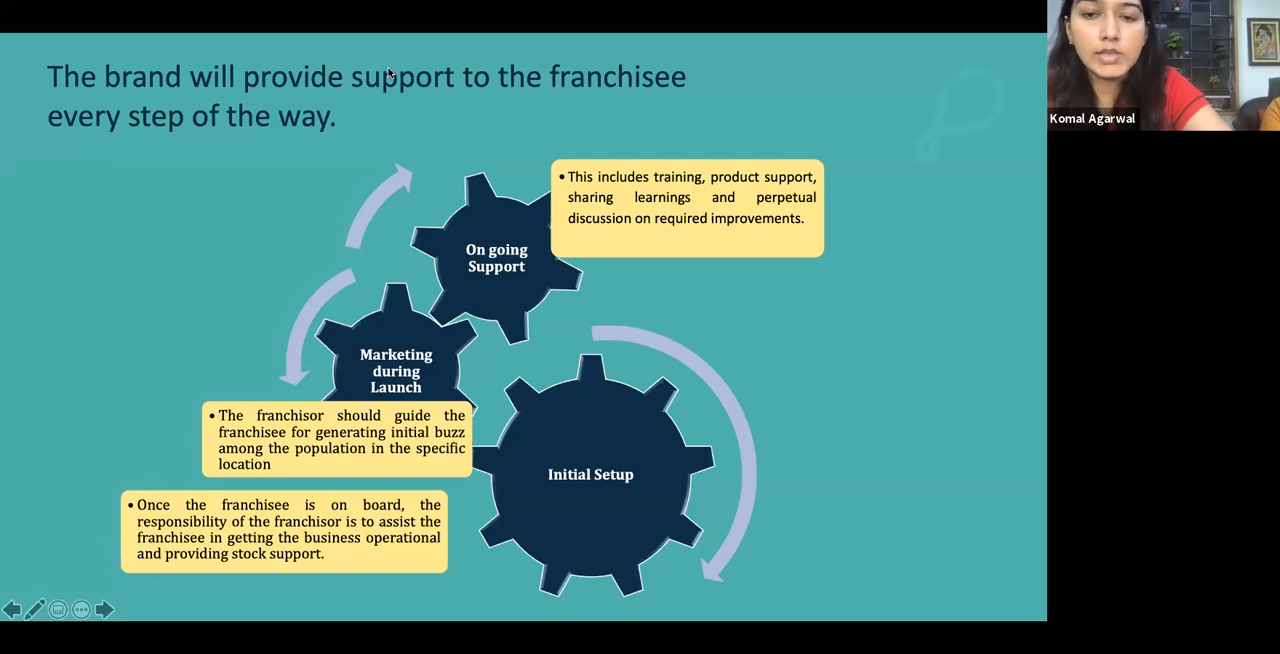 The brand will provide support to the franchisee
every step of the way.
Komal Agarwal
• This includes training, product support,
sharing learnings and perpetual
discussion on required improvements.
On going
Support
Marketing
during
Launch
• The franchisor should guide the
franchisee for generating initial buzz
among the population in the specific
location
Initial Setup
• Once the franchisee is on board, the
responsibility of the franchisor is to assist the
franchisee in getting the business operational
and providing stock support.